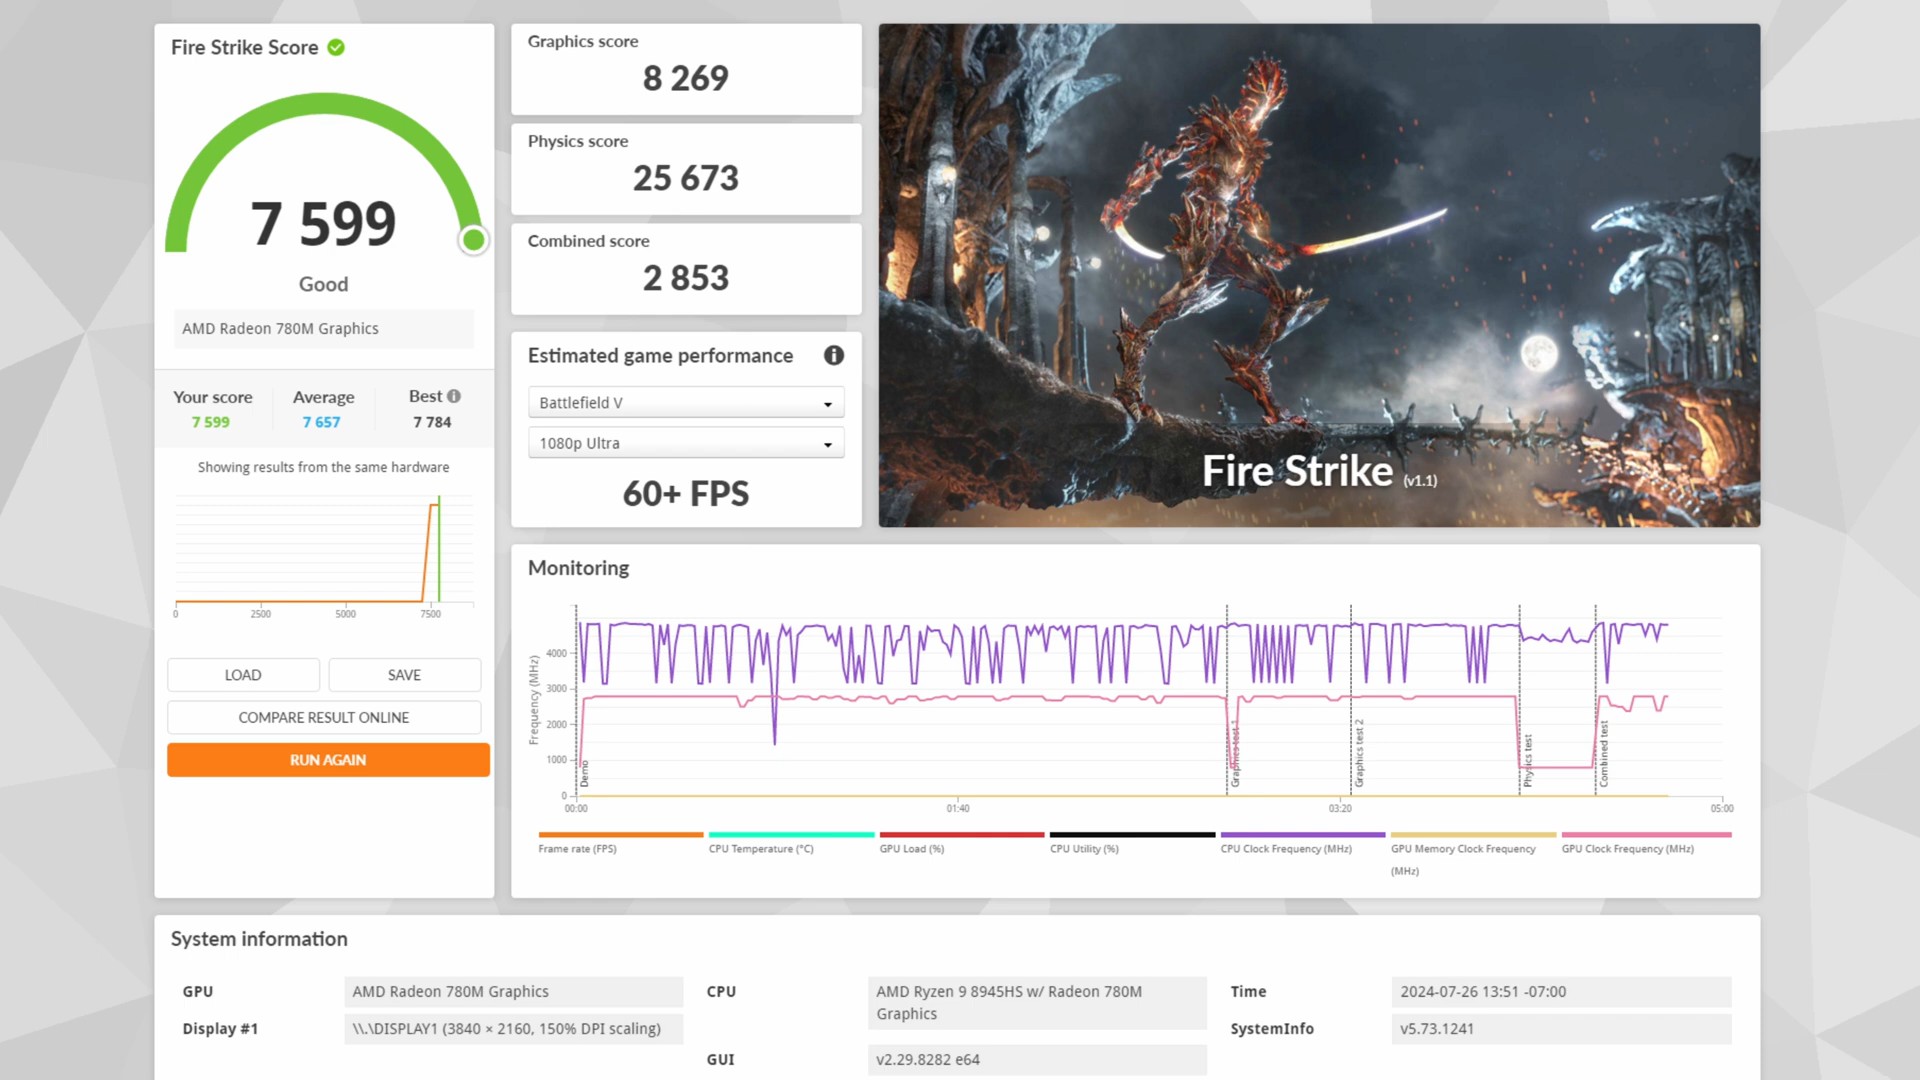 Fire Strike Score
7 599
Good
AMD Radeon 780M Graphics
Your score
Average
Best
7 599
7 657
7 784
Showing results from the same hardware
0
2500
5000
7500
LOAD
SAVE
COMPARE RESULT ONLINE
RUN AGAIN
Graphics score
8 269
Physics score
25 673
Combined score
2 853
Estimated game performance
Battlefield V
1080p Ultra
60+ FPS
Fire Strike (v1.1)
Monitoring
Frequency (MHz)
4000
3000
2000
1000
0
Demo
Graphics test 1
Graphics test 2
Physics test
Combined test
00:00
01:40
03:20
05:00
Frame rate (FPS)
CPU Temperature (°C)
GPU Load (%)
CPU Utility (%)
CPU Clock Frequency (MHz)
GPU Memory Clock Frequency
(MHz)
GPU Clock Frequency (MHz)
System information
GPU
AMD Radeon 780M Graphics
Display #1
\\.\DISPLAY1 (3840 × 2160, 150% DPI scaling)
CPU
AMD Ryzen 9 8945HS w/ Radeon 780M
Graphics
GUI
v2.29.8282 e64
Time
2024-07-26 13:51 -07:00
SystemInfo
v5.73.1241